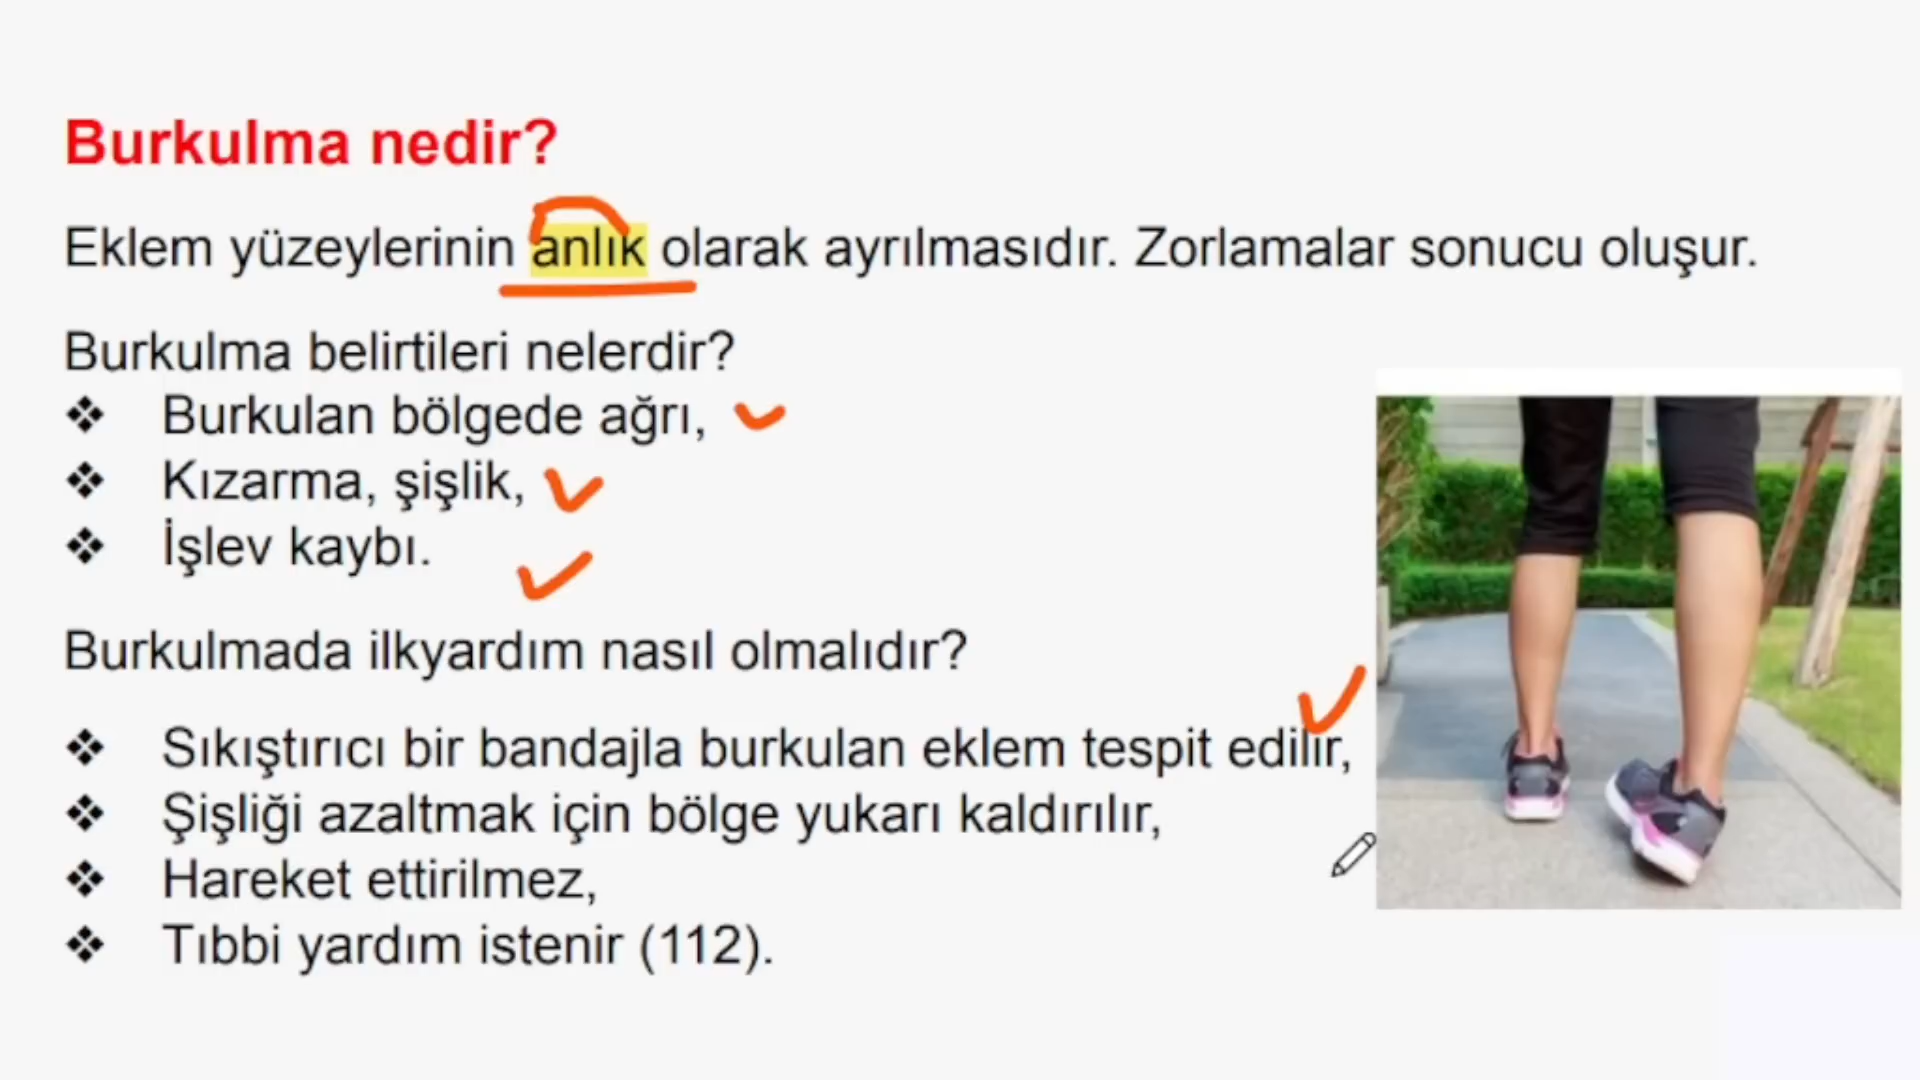 Burkulma nedir?
Eklem yüzeylerinin anlık olarak ayrılmasıdır. Zorlamalar sonucu oluşur.
Burkulma belirtileri nelerdir?
❖ Burkulan bölgede ağrı,
❖ Kızarma, şişlik,
❖ İşlev kaybı.
Burkulmada ilkyardım nasıl olmalıdır?
❖ Sıkıştırıcı bir bandajla burkulan eklem tespit edilir,
❖ Şişliği azaltmak için bölge yukarı kaldırılır,
❖ Hareket ettirilmez,
❖ Tıbbi yardım istenir (112).